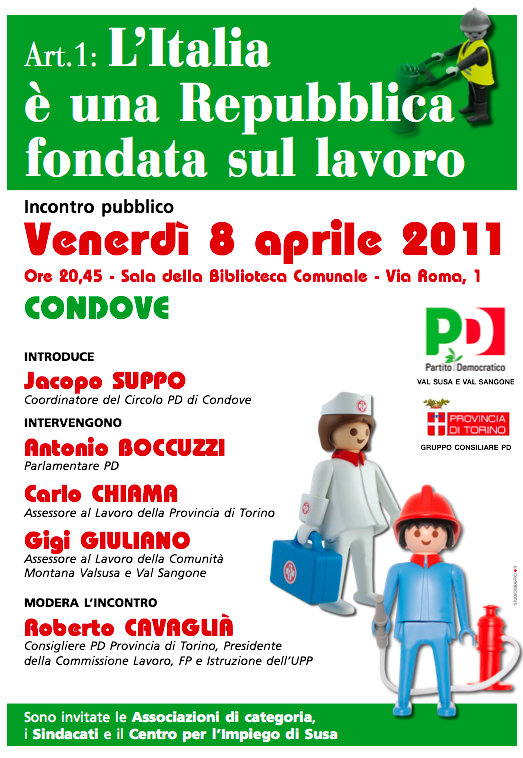 Art.1: L'Italia
è una Repubblica
fondata sul lavoro
Incontro pubblico
Venerdì 8 aprile 2011
Ore 20,45 - Sala della Biblioteca Comunale - Via Roma, 1
CONDOVE
PD
Partito Democratico
VAL SUSA E VAL SANGONE
PROVINCIA
DI TORINO
GRUPPO CONSILIARE PD
INTRODUCE
Jacopo SUPPO
Coordinatore del Circolo PD di Condove
INTERVENGONO
Antonio BOCCUZZI
Parlamentare PD
Carlo CHIAMA
Assessore al Lavoro della Provincia di Torino
Gigi GIULIANO
Assessore al Lavoro della Comunità
Montana Valsusa e Val Sangone
MODERA L'INCONTRO
Roberto CAVAGLIÀ
Consigliere PD Provincia di Torino, Presidente
della Commissione Lavoro, FP e Istruzione dell'UPP
Sono invitate le Associazioni di categoria,
i Sindacati e il Centro per l'Impiego di Susa